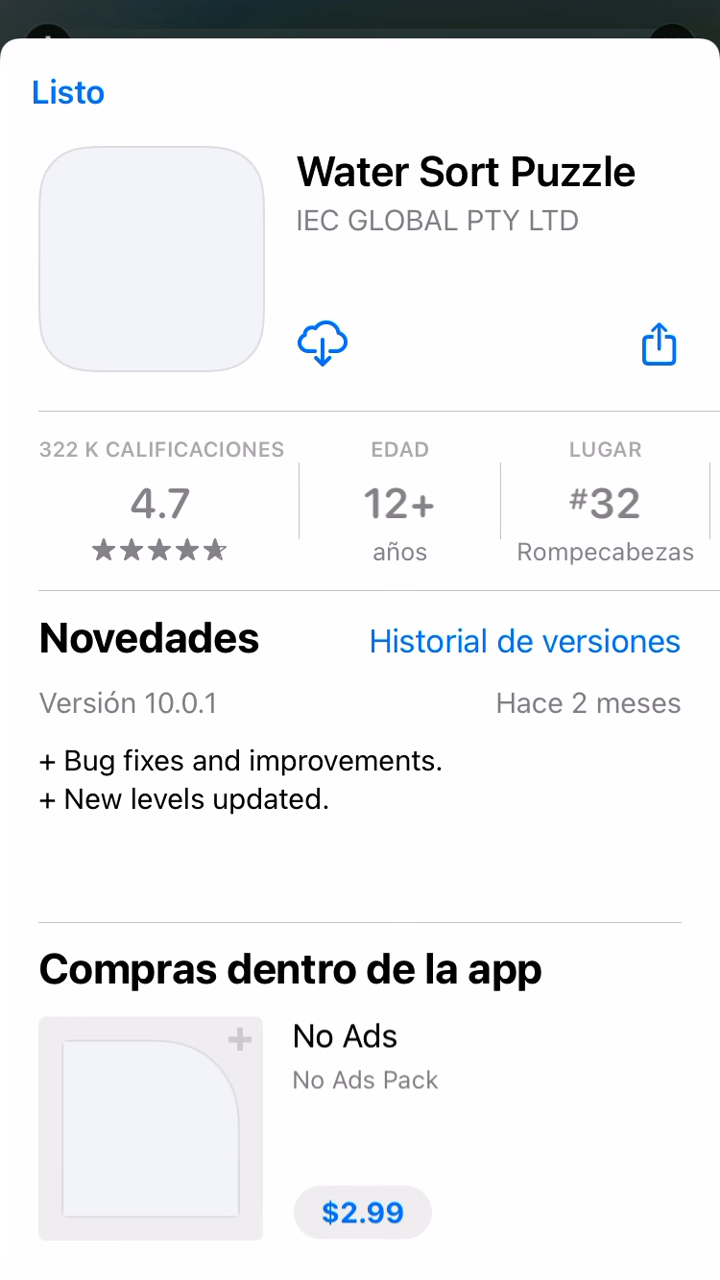 Listo
Water Sort Puzzle
IEC GLOBAL PTY LTD
322 K CALIFICACIONES
EDAD
LUGAR
4.7
12+
#32
años
Rompecabezas
Novedades
Historial de versiones
Versión 10.0.1
Hace 2 meses
+ Bug fixes and improvements.
+ New levels updated.
Compras dentro de la app
No Ads
No Ads Pack
$2.99